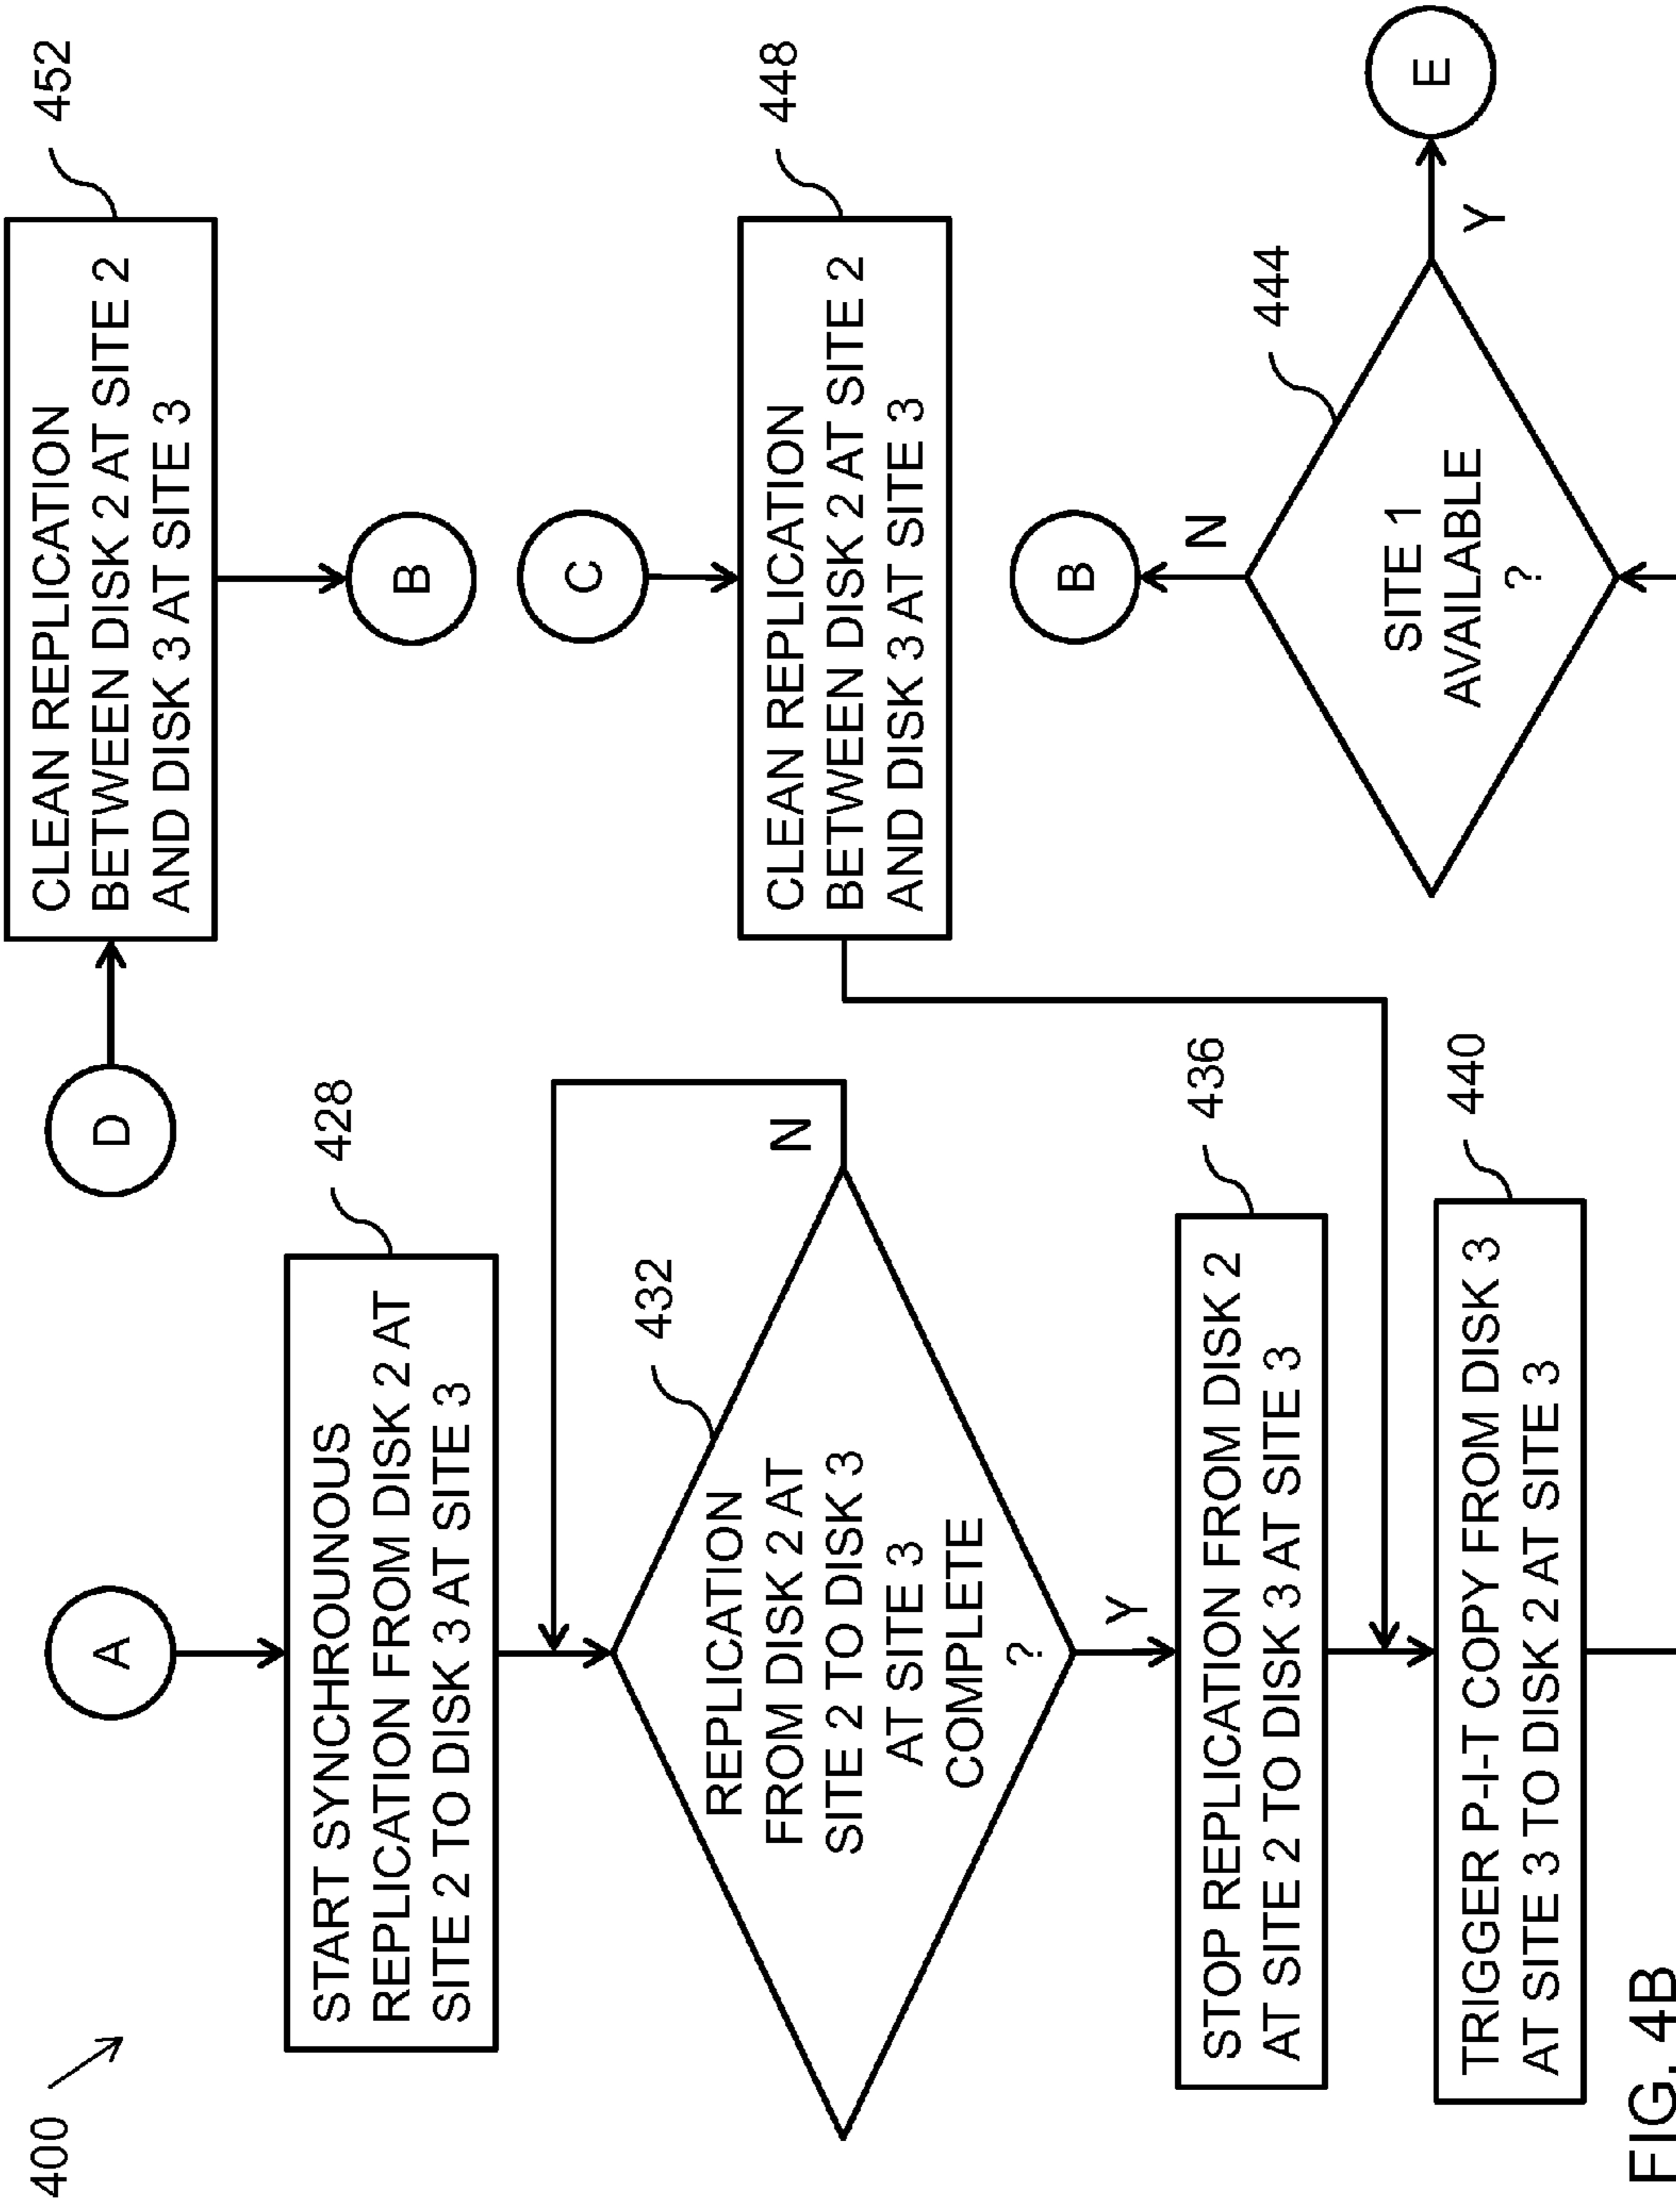 400
A
START SYNCHROUNOUS
REPLICATION FROM DISK 2 AT
SITE 2 TO DISK 3 AT SITE 3
428
REPLICATION
FROM DISK 2 AT
SITE 2 TO DISK 3
AT SITE 3
COMPLETE
?
432
N
Y
STOP REPLICATION FROM DISK 2
AT SITE 2 TO DISK 3 AT SITE 3
436
TRIGGER P-I-T COPY FROM DISK 3
AT SITE 3 TO DISK 2 AT SITE 3
440
D
CLEAN REPLICATION
BETWEEN DISK 2 AT SITE 2
AND DISK 3 AT SITE 3
452
B
C
CLEAN REPLICATION
BETWEEN DISK 2 AT SITE 2
AND DISK 3 AT SITE 3
448
B
N
SITE 1
AVAILABLE
?
444
Y
E
FIG. 4B